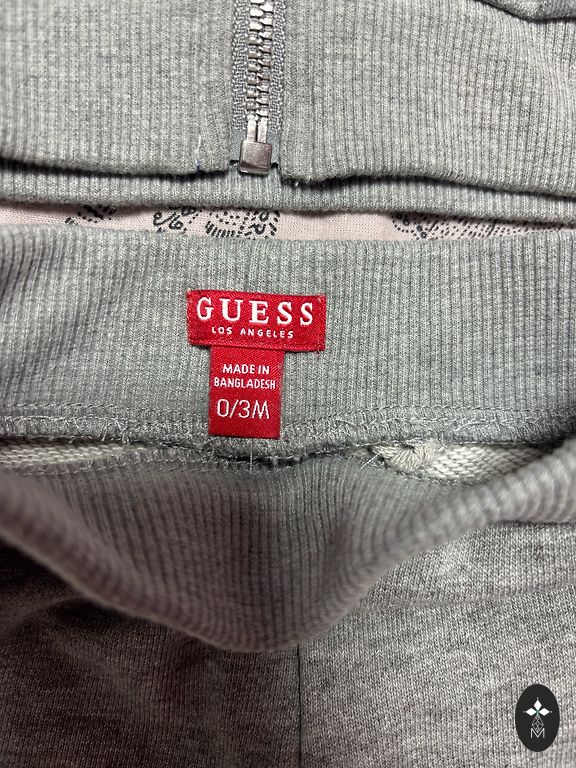 GUESS
LOS ANGELES
MADE IN
BANGLADESH
0/3M